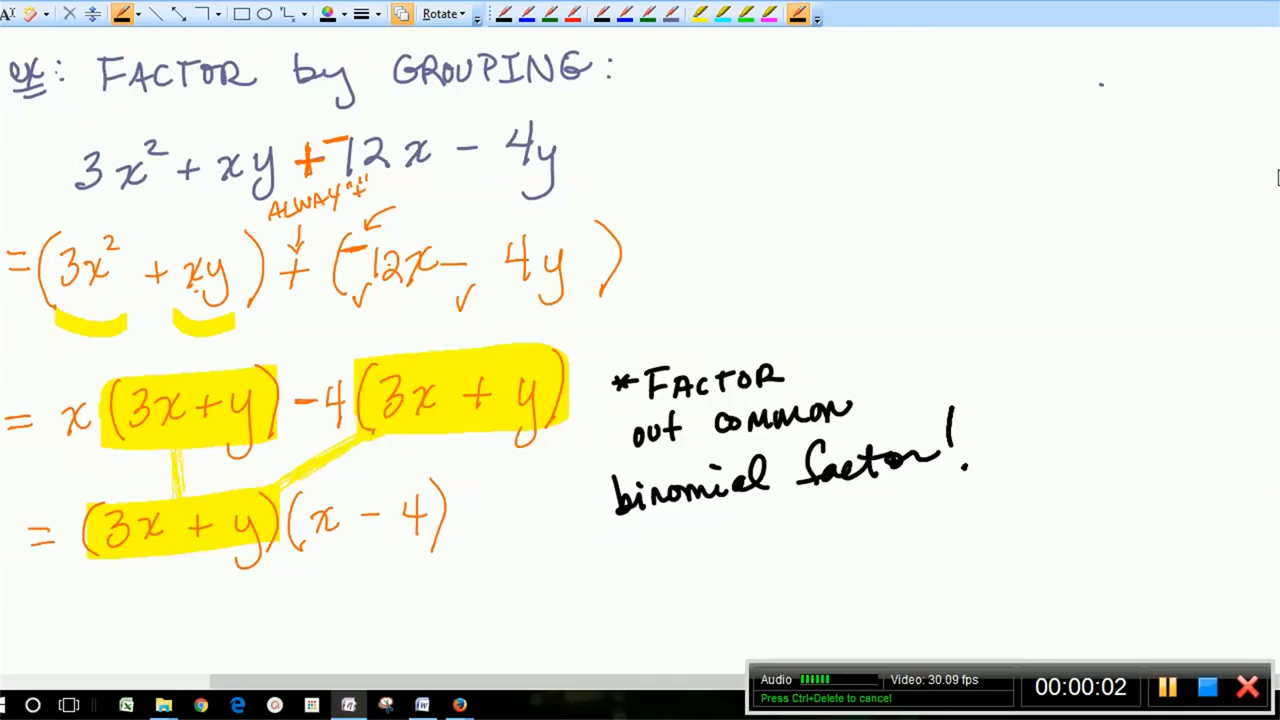 Rotate
ex: FACTOR by GROUPING:
3x² + xy + -12x - 4y
ALWAY "+"
= (3x² + xy) + (-12x - 4y)
= x(3x+y) -4(3x + y)
*FACTOR
out common
binomial factor!
= (3x + y)(x - 4)
Audio
Video: 30.09 fps
Press Ctrl+Delete to cancel
00:00:02